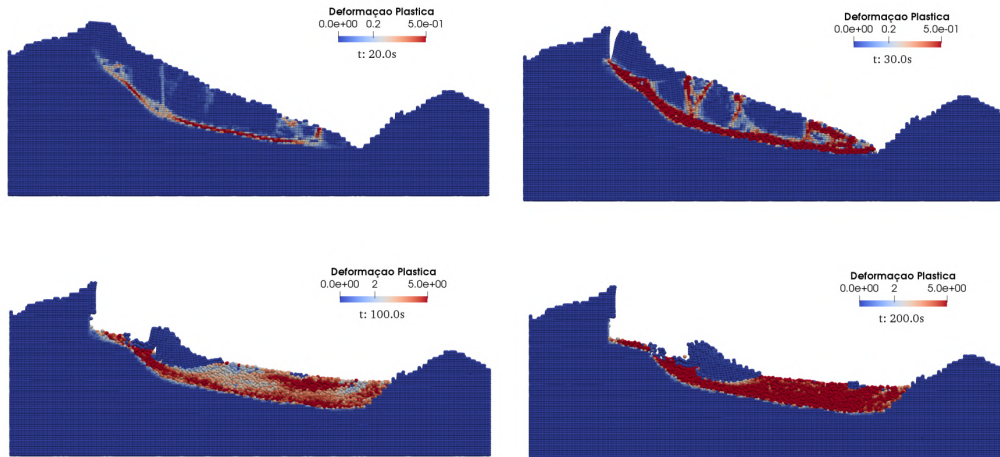 Deformaçao Plastica
0.0e+00 0.2 5.0e-01
t: 20.0s
Deformaçao Plastica
0.0e+00 0.2 5.0e-01
t: 30.0s
Deformaçao Plastica
0.0e+00 2 5.0e+00
t: 100.0s
Deformaçao Plastica
0.0e+00 2 5.0e+00
t: 200.0s